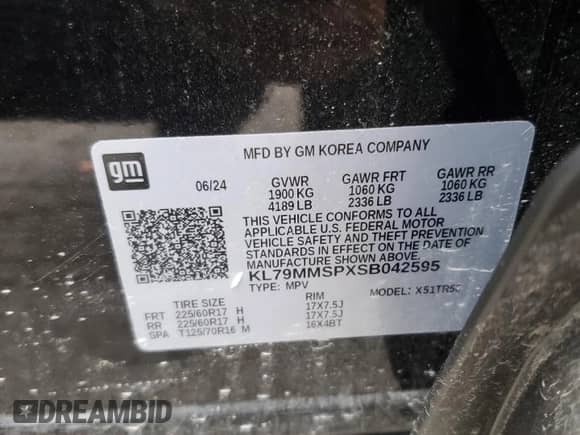 gm
MFD BY GM KOREA COMPANY
06/24 GVWR GAWR FRT GAWR RR
1900 KG 1060 KG 1060 KG
4189 LB 2336 LB 2336 LB
THIS VEHICLE CONFORMS TO ALL
APPLICABLE U.S. FEDERAL MOTOR
VEHICLE SAFETY AND THEFT PREVENTION
STANDARDS IN EFFECT ON THE DATE OF
MANUFACTURE SHOWN ABOVE.
KL79MMSPXSB042595
TYPE: MPV MODEL:
TIRE SIZE RIM
FRT 225/60R17 H 17X7.5J
RR 225/60R17 H 17X7.5J
SPA T125/70R16 M 16X4BT
DREAMBID